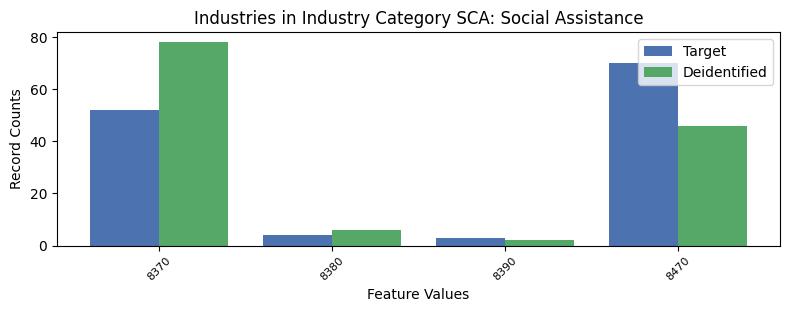 Industries in Industry Category SCA: Social Assistance
Target
Deidentified
Record Counts
80
60
40
20
0
8370
8380
8390
8470
Feature Values